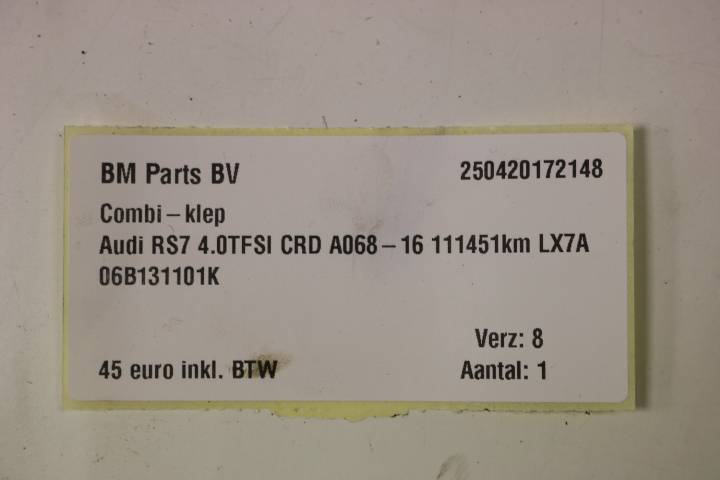 BM Parts BV 250420172148
Combi-klep
Audi RS7 4.0TFSI CRD A068-16 111451km LX7A
06B131101K
Verz: 8
45 euro inkl. BTW Aantal: 1